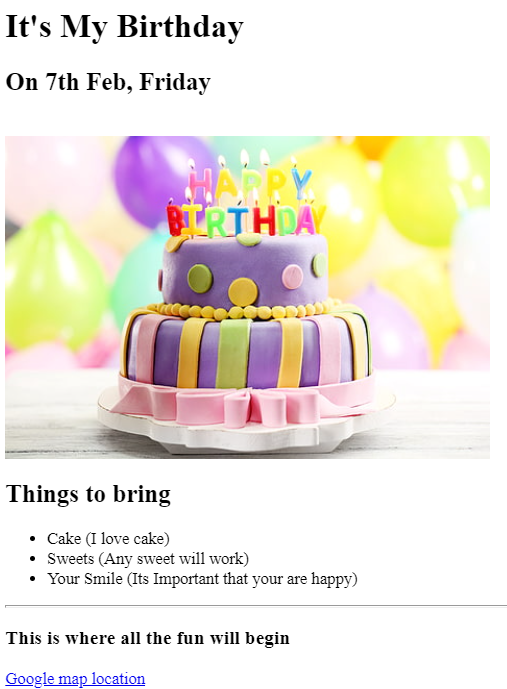 It's My Birthday
On 7th Feb, Friday
HAPPY
BIRTHDAY
Things to bring
Cake (I love cake)
Sweets (Any sweet will work)
Your Smile (Its Important that your are happy)
This is where all the fun will begin
Google map location